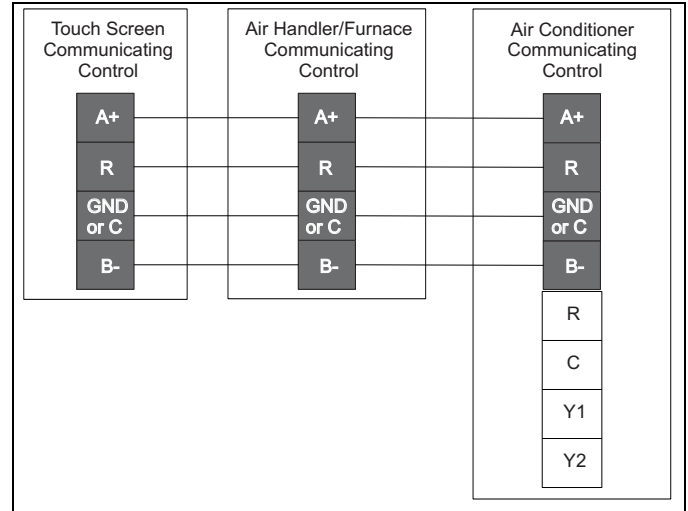 Touch Screen
Communicating
Control
A+
R
GND
or C
B-
Air Handler/Furnace
Communicating
Control
A+
R
GND
or C
B-
Air Conditioner
Communicating
Control
A+
R
GND
or C
B-
R
C
Y1
Y2